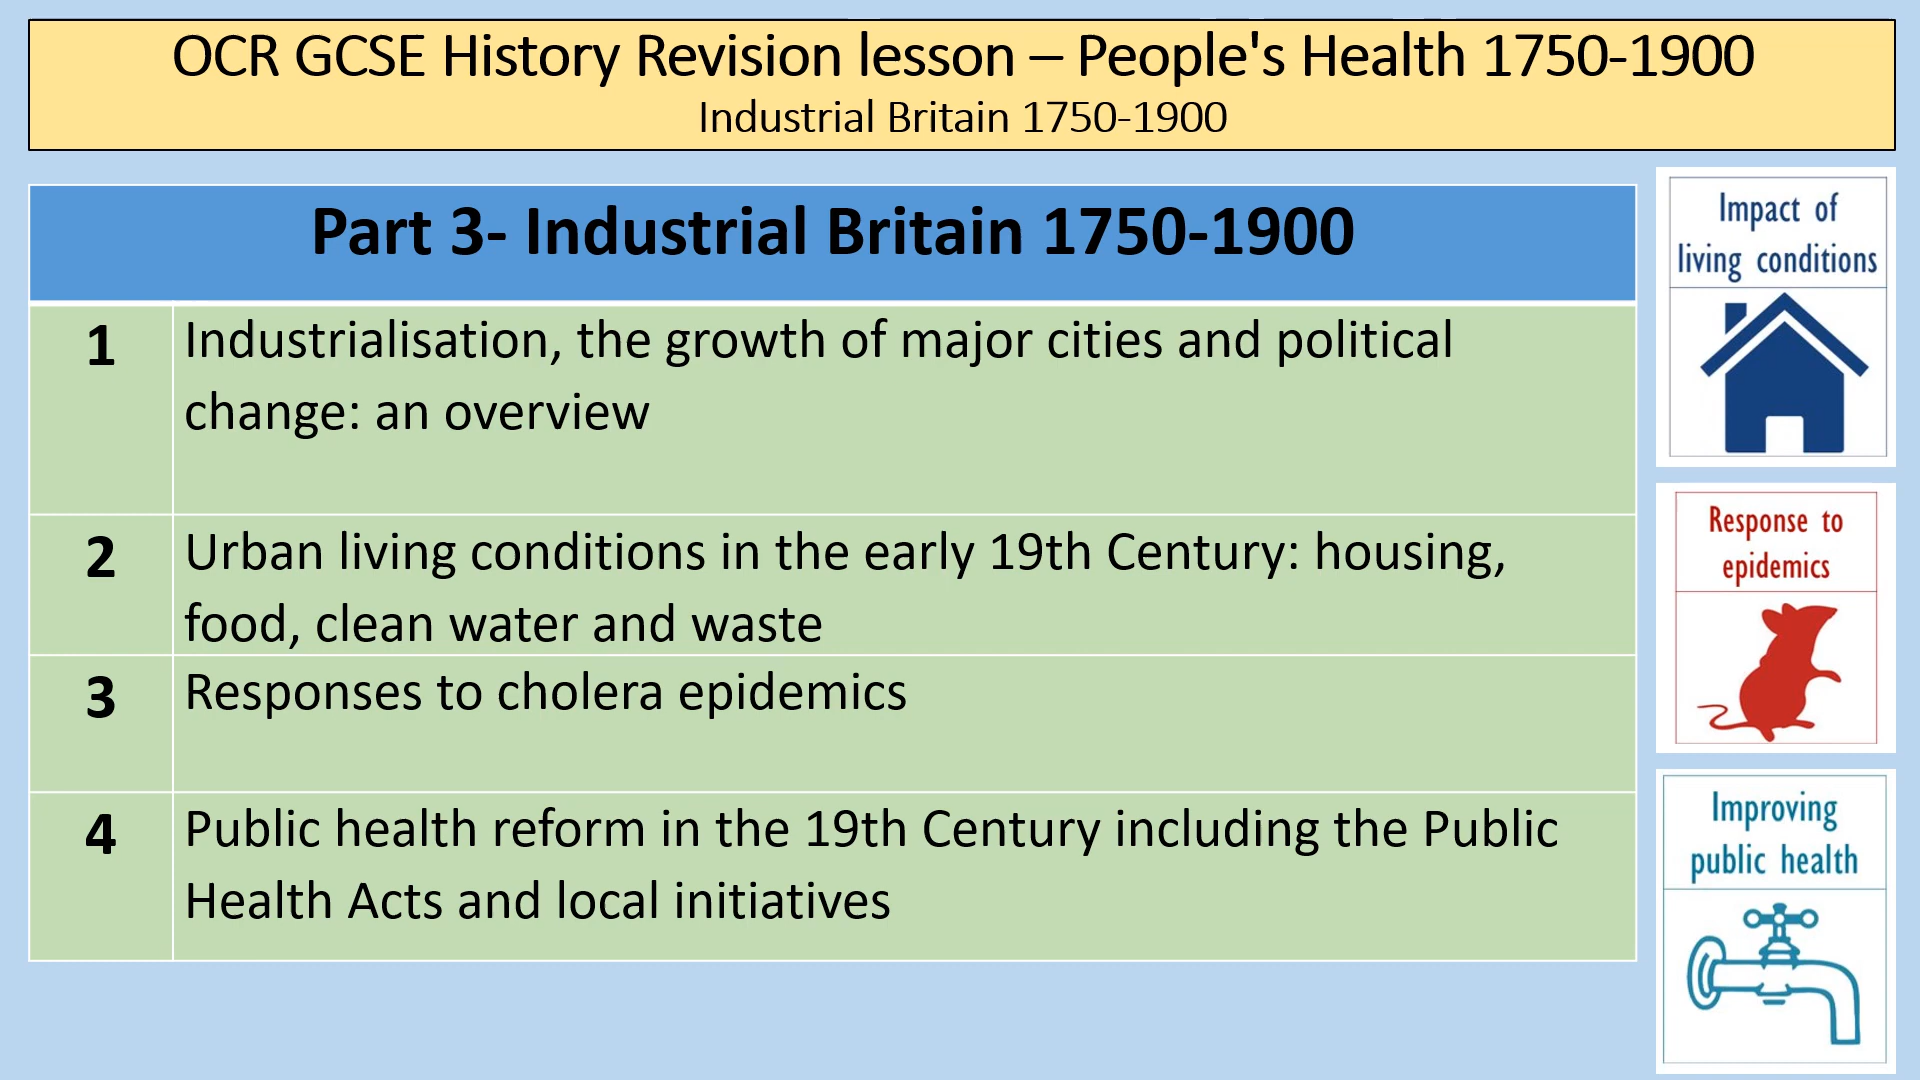 OCR GCSE History Revision lesson – People's Health 1750-1900
Industrial Britain 1750-1900
Part 3- Industrial Britain 1750-1900
1
Industrialisation, the growth of major cities and political
change: an overview
2
Urban living conditions in the early 19th Century: housing,
food, clean water and waste
3
Responses to cholera epidemics
4
Public health reform in the 19th Century including the Public
Health Acts and local initiatives
Impact of
living conditions
Response to
epidemics
Improving
public health